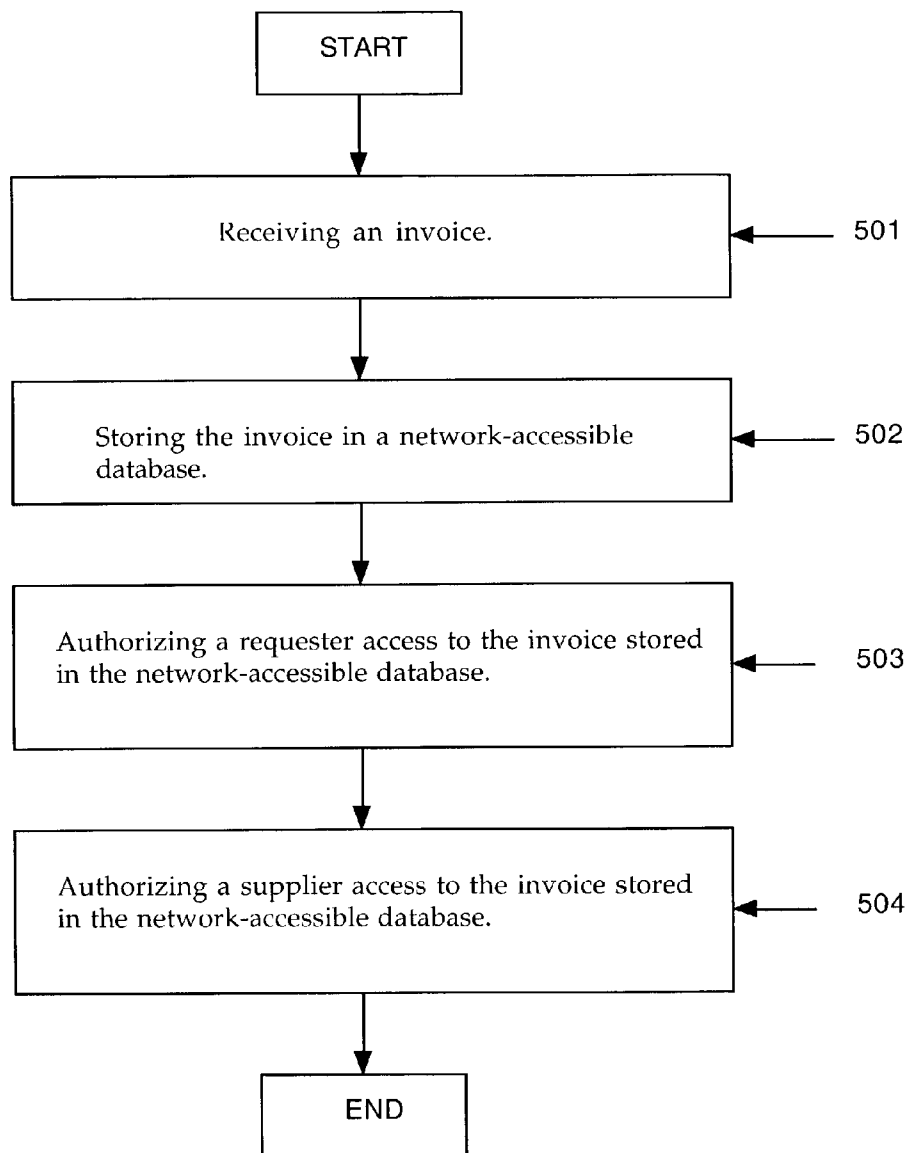 START
Receiving an invoice.
501
Storing the invoice in a network-accessible
database.
502
Authorizing a requester access to the invoice stored
in the network-accessible database.
503
Authorizing a supplier access to the invoice stored
in the network-accessible database.
504
END